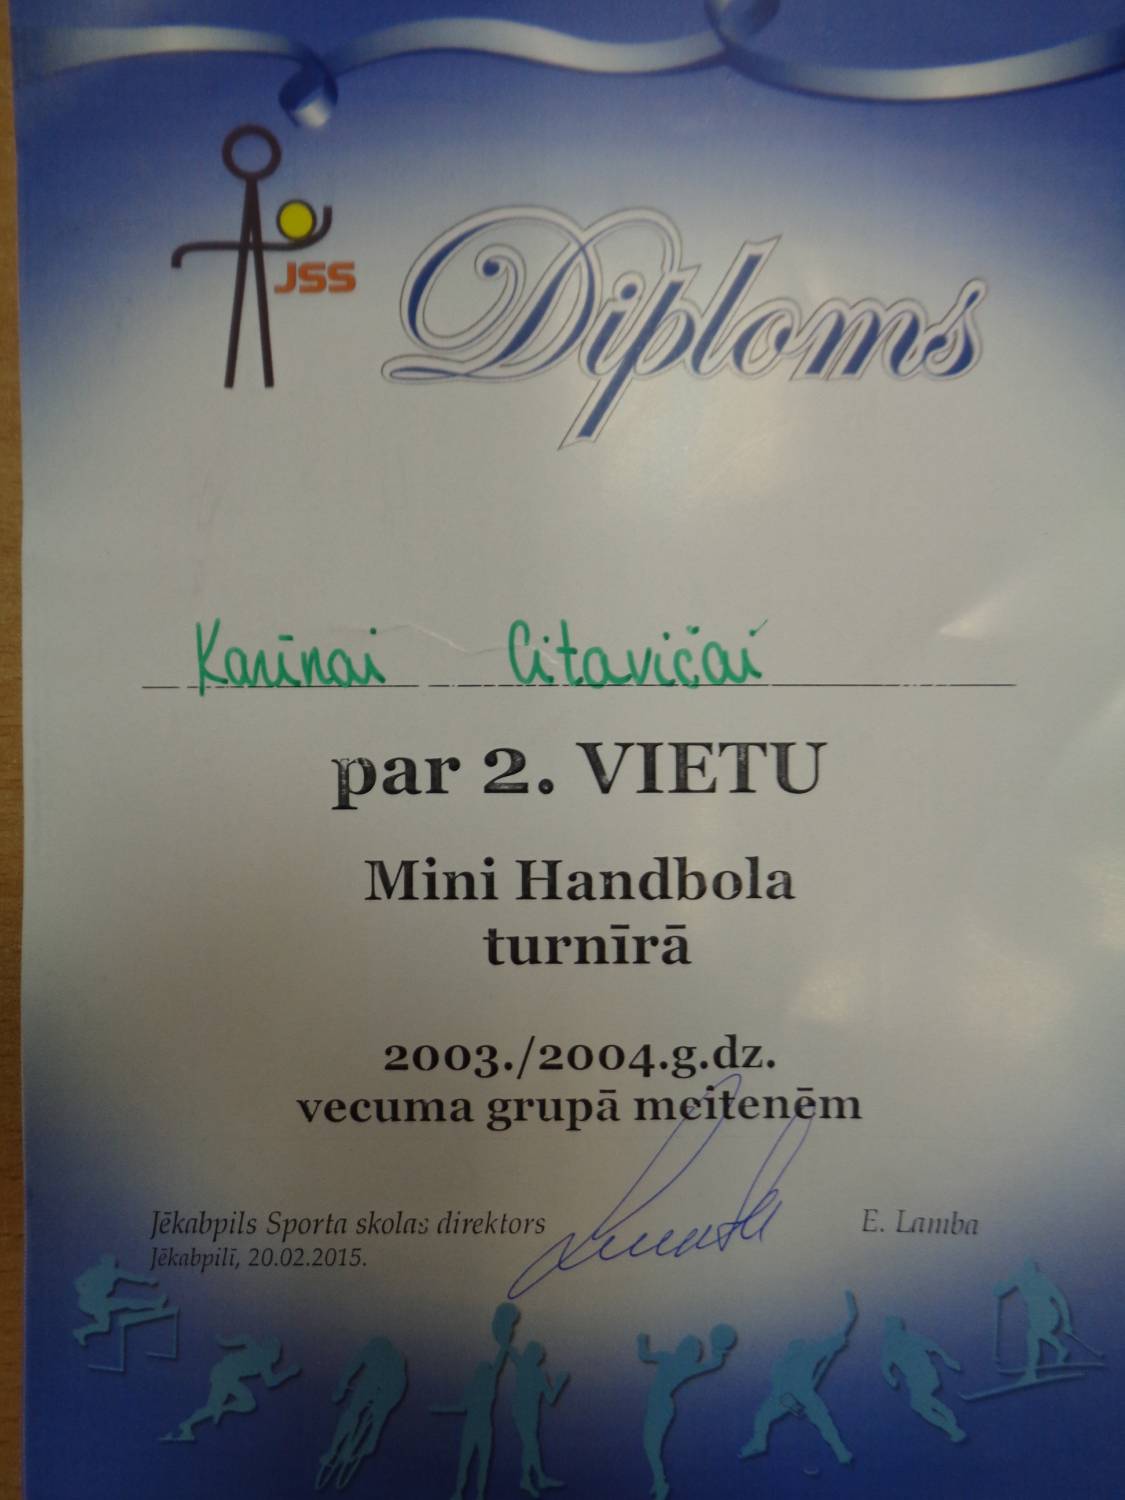 JSS
Diploms
Karīnai Citavičai
par 2. VIETU
Mini Handbola
turnīrā
2003./2004.g.dz.
vecuma grupā meitenēm
Jēkabpils Sporta skolas direktors E. Lamba
Jēkabpilī, 20.02.2015.